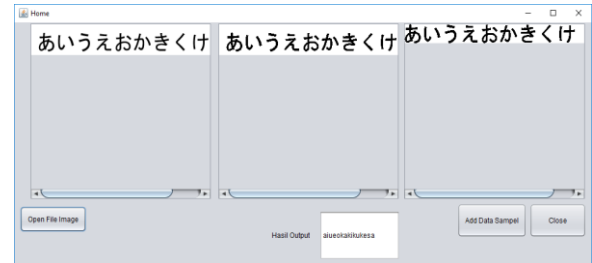 Home
あいうえおかきくけ
あいうえおかきくけ
あいうえおかきくけ
Open File Image
Add Data Sampel
Close
Hasil Output
aiueokakikukesa